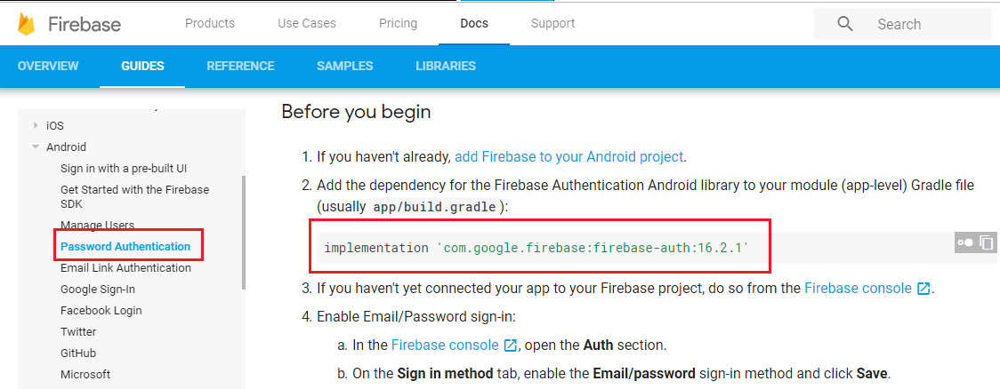 Firebase
Products
Use Cases
Pricing
Docs
Support
Search
OVERVIEW
GUIDES
REFERENCE
SAMPLES
LIBRARIES
iOS
Android
Sign in with a pre-built UI
Get Started with the Firebase
SDK
Manage Users
Password Authentication
Email Link Authentication
Google Sign-In
Facebook Login
Twitter
GitHub
Microsoft
Before you begin
1. If you haven't already, add Firebase to your Android project.
2. Add the dependency for the Firebase Authentication Android library to your module (app-level) Gradle file
(usually app/build.gradle):
implementation 'com.google.firebase:firebase-auth:16.2.1'
3. If you haven't yet connected your app to your Firebase project, do so from the Firebase console.
4. Enable Email/Password sign-in:
a. In the Firebase console, open the Auth section.
b. On the Sign in method tab, enable the Email/password sign-in method and click Save.